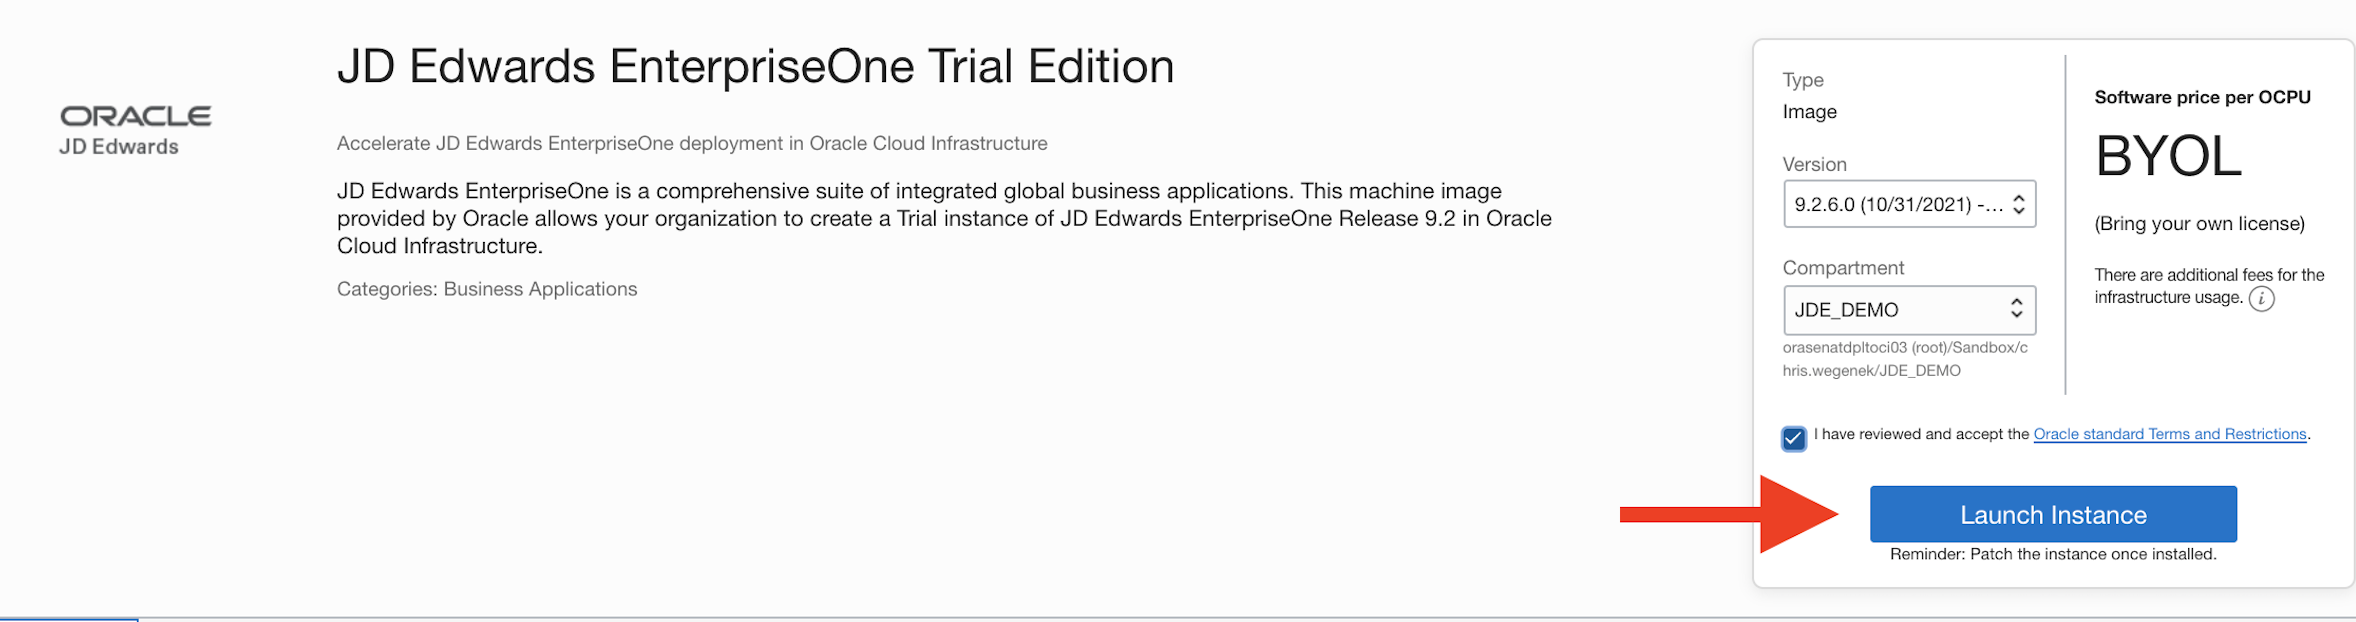 JD Edwards EnterpriseOne Trial Edition
ORACLE
JD Edwards
Accelerate JD Edwards EnterpriseOne deployment in Oracle Cloud Infrastructure
JD Edwards EnterpriseOne is a comprehensive suite of integrated global business applications. This machine image
provided by Oracle allows your organization to create a Trial instance of JD Edwards EnterpriseOne Release 9.2 in Oracle
Cloud Infrastructure.
Categories: Business Applications
Type
Image
Version
9.2.6.0 (10/31/2021) -...
Compartment
JDE_DEMO
orasenatdpltoci03 (root)/Sandbox/c
hris.wegenek/JDE_DEMO
Software price per OCPU
BYOL
(Bring your own license)
There are additional fees for the
infrastructure usage. i
I have reviewed and accept the Oracle standard Terms and Restrictions.
Launch Instance
Reminder: Patch the instance once installed.